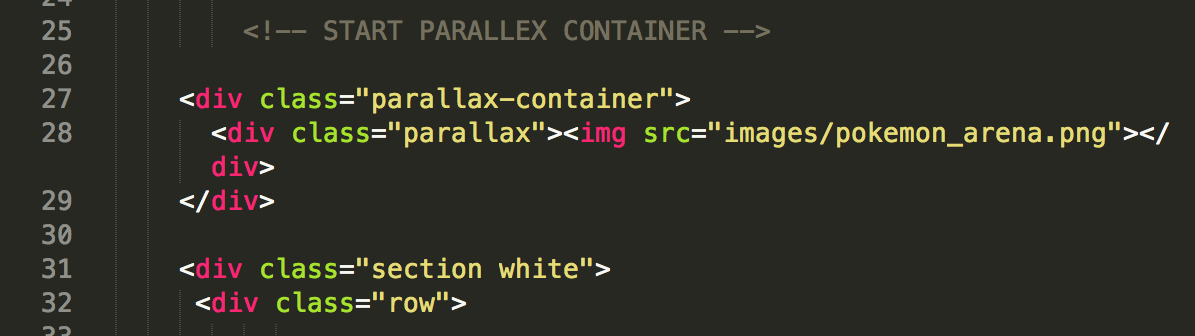 24
25 <!-- START PARALLEX CONTAINER -->
26
27 <div class="parallax-container">
28 <div class="parallax"><img src="images/pokemon_arena.png"></
div>
29 </div>
30
31 <div class="section white">
32 <div class="row">
33